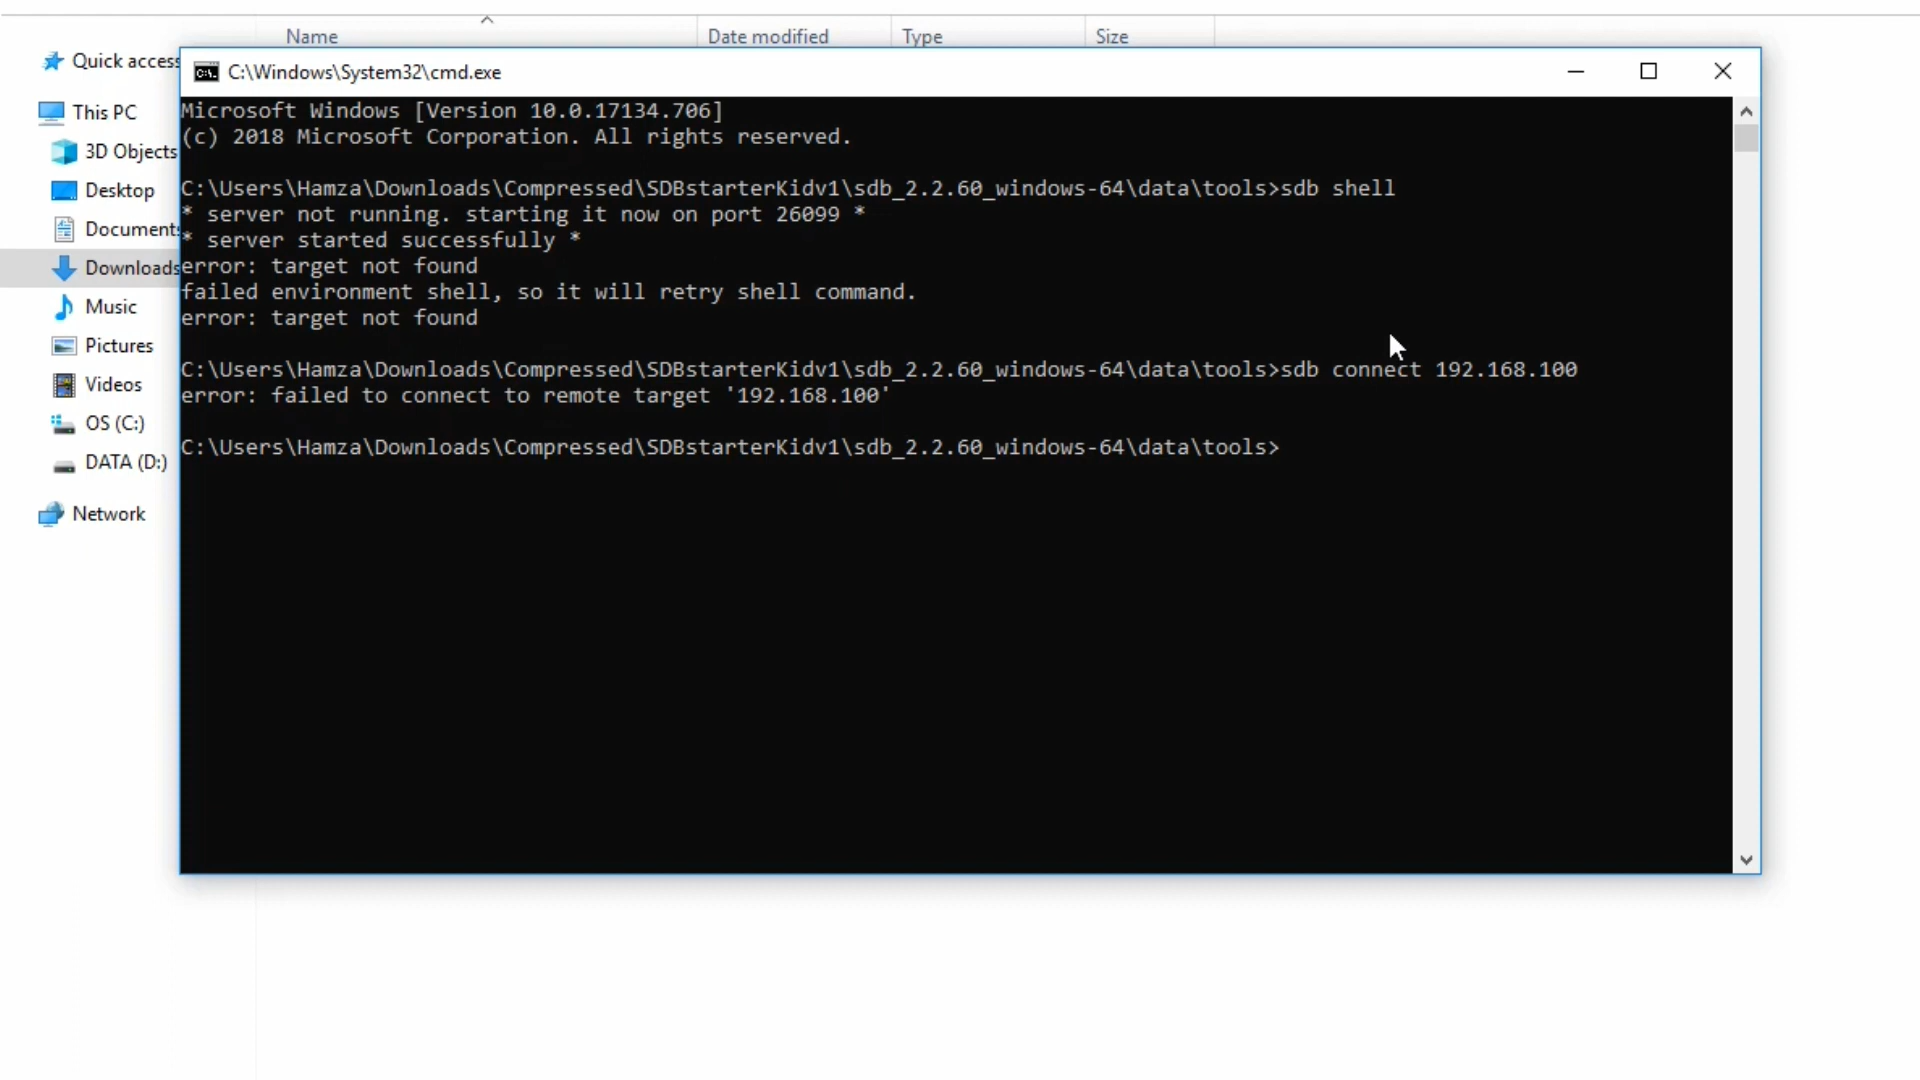 Name Date modified Type Size
Quick access
This PC
3D Objects
Desktop
Documents
Downloads
Music
Pictures
Videos
OS (C:)
DATA (D:)
Network
C:\Windows\System32\cmd.exe
Microsoft Windows [Version 10.0.17134.706]
(c) 2018 Microsoft Corporation. All rights reserved.
C:\Users\Hamza\Downloads\Compressed\SDBstarterKidv1\sdb_2.2.60_windows-64\data\tools>sdb shell
* server not running. starting it now on port 26099 *
* server started successfully *
error: target not found
failed environment shell, so it will retry shell command.
error: target not found
C:\Users\Hamza\Downloads\Compressed\SDBstarterKidv1\sdb_2.2.60_windows-64\data\tools>sdb connect 192.168.100
error: failed to connect to remote target '192.168.100'
C:\Users\Hamza\Downloads\Compressed\SDBstarterKidv1\sdb_2.2.60_windows-64\data\tools>